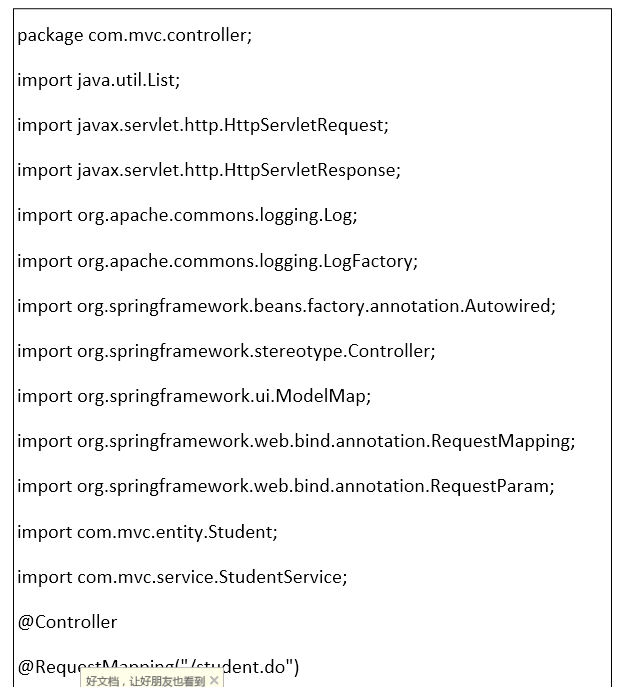 package com.mvc.controller;
import java.util.List;
import javax.servlet.http.HttpServletRequest;
import javax.servlet.http.HttpServletResponse;
import org.apache.commons.logging.Log;
import org.apache.commons.logging.LogFactory;
import org.springframework.beans.factory.annotation.Autowired;
import org.springframework.stereotype.Controller;
import org.springframework.ui.ModelMap;
import org.springframework.web.bind.annotation.RequestMapping;
import org.springframework.web.bind.annotation.RequestParam;
import com.mvc.entity.Student;
import com.mvc.service.StudentService;
@Controller
@RequestMapping("/student.do")
好文档，让好朋友也看到